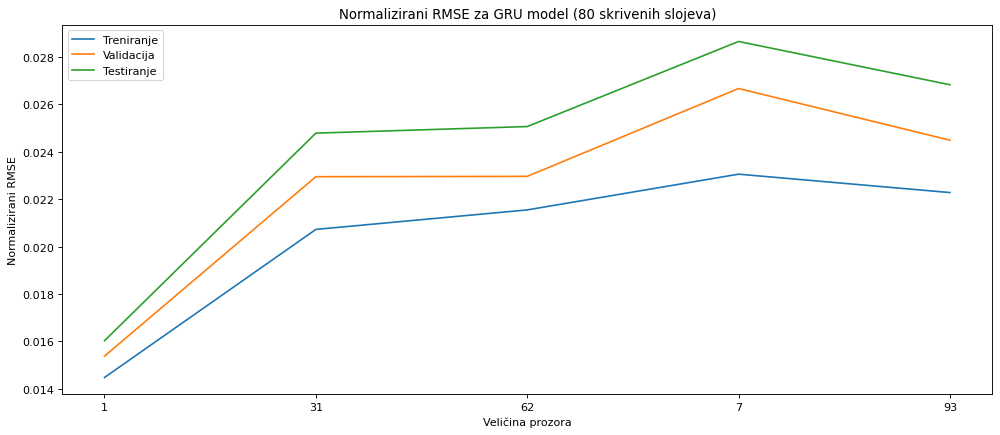 Normalizirani RMSE za GRU model (80 skrivenih slojeva)
Treniranje
Validacija
Testiranje
Normalizirani RMSE
0.028
0.026
0.024
0.022
0.020
0.018
0.016
0.014
1 31 62 7 93
Veličina prozora